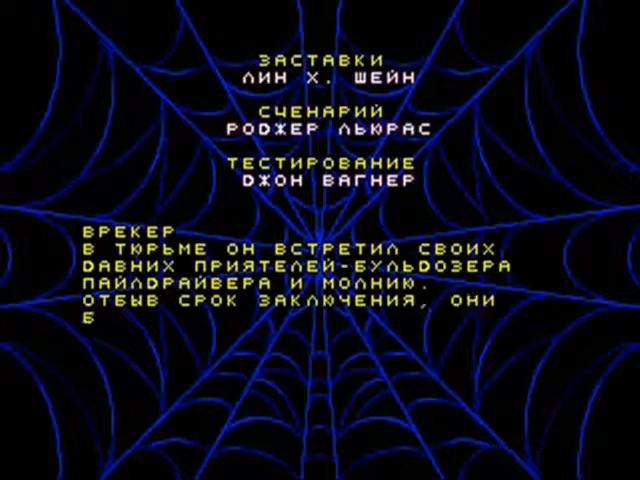 ЗАСТАВКИ
ЛИН Х. ШЕЙН
СЦЕНАРИЙ
РОДЖЕР ЛЬЮРАС
ТЕСТИРОВАНИЕ
ДЖОН ВАГНЕР
ВРЕКЕР
В ТЮРЬМЕ ОН ВСТРЕТИЛ СВОИХ
ДАВНИХ ПРИЯТЕЛЕЙ-БУЛЬДОЗЕРА
ПАЙЛДРАЙВЕРА И МОЛНИЮ.
ОТБЫВ СРОК ЗАКЛЮЧЕНИЯ, ОНИ
Б